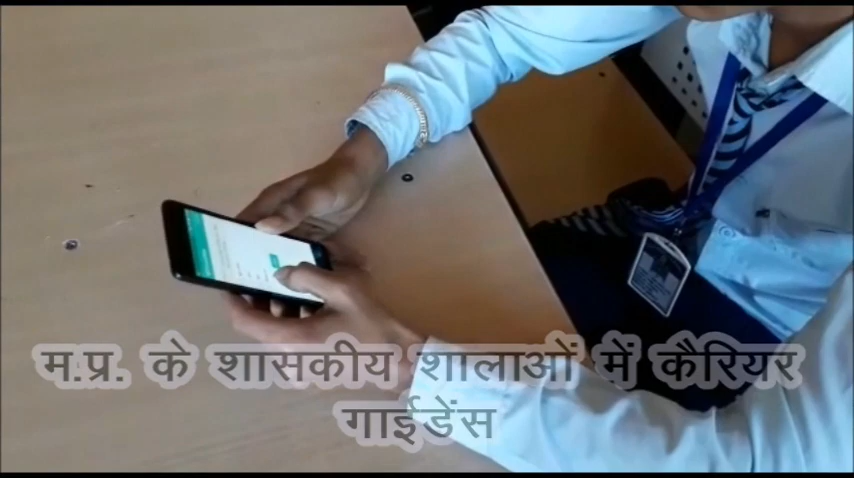 म.प्र. के शासकीय शालाओं में कैरियर
गाईडेंस